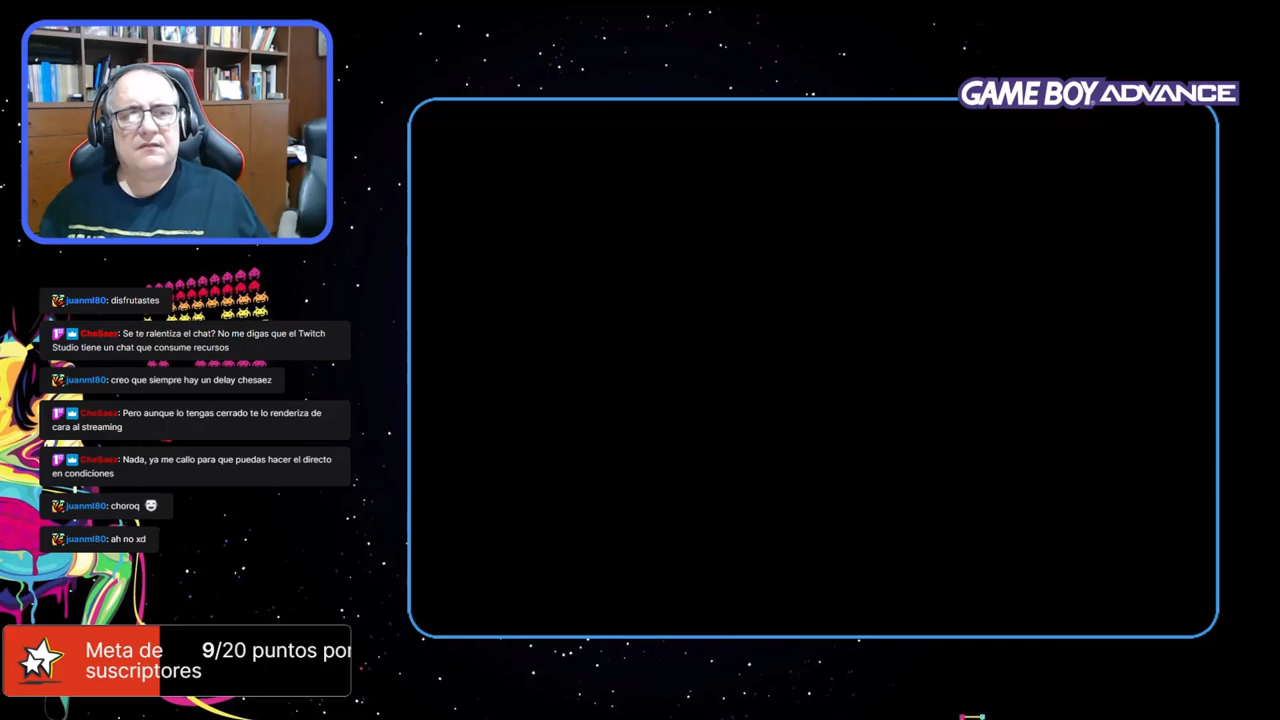 GAME BOY ADVANCE
juanml80: disfrutastes
CheSaez: Se te ralentiza el chat? No me digas que el Twitch
Studio tiene un chat que consume recursos
juanml80: creo que siempre hay un delay chesaez
CheSaez: Pero aunque lo tengas cerrado te lo renderiza de
cara al streaming
CheSaez: Nada, ya me callo para que puedas hacer el directo
en condiciones
juanml80: choroq
juanml80: ah no xd
Meta de
suscriptores
9/20 puntos por